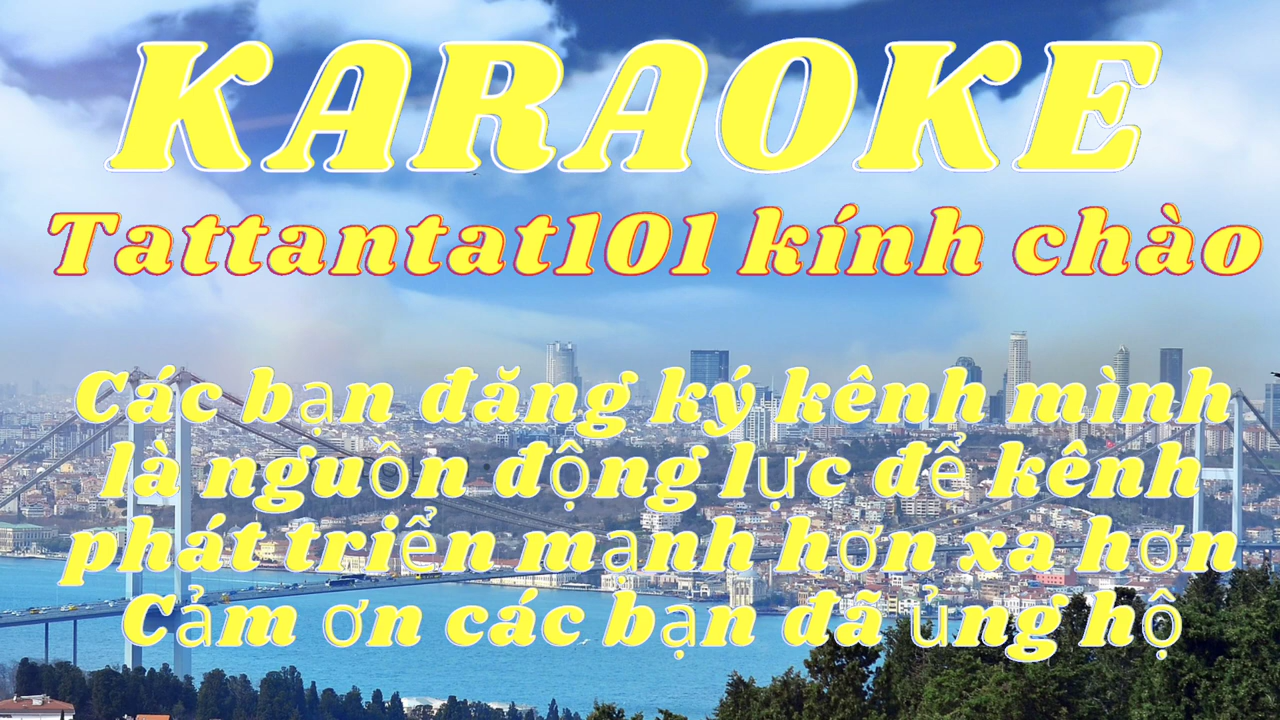 KARAOKE
Tattantat101 kính chào
Các bạn đăng ký kênh mình
là nguồn động lực để kênh
phát triển mạnh hơn xa hơn
Cảm ơn các bạn đã ủng hộ